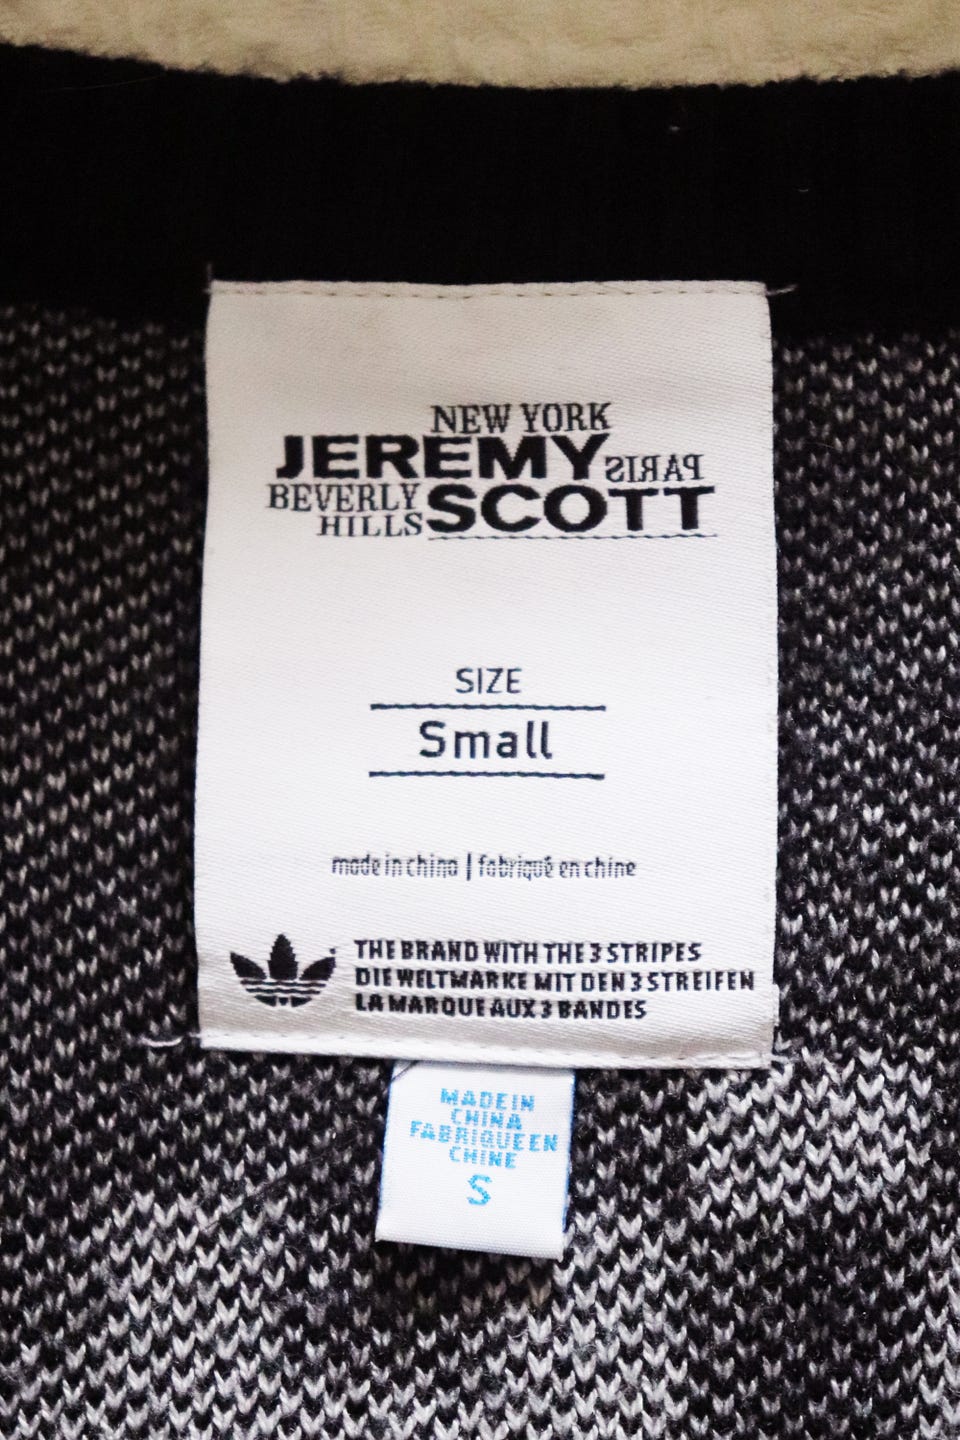 NEW YORK
JEREMY PARIS
BEVERLY HILLS SCOTT
SIZE
Small
made in china | fabriqué en chine
THE BRAND WITH THE 3 STRIPES
DIE WELTMARKE MIT DEN 3 STREIFEN
LA MARQUE AUX 3 BANDES
MADE IN
CHINA
FABRIQUE EN
CHINE
S